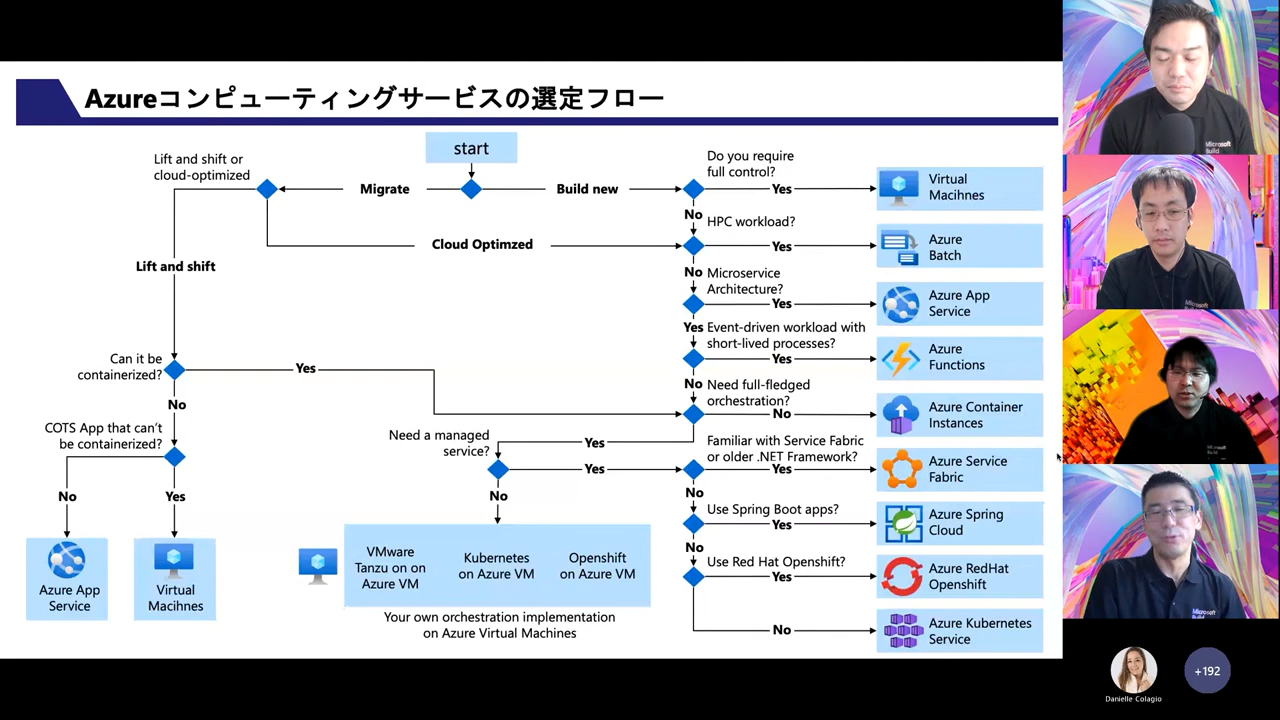 Azureコンピューティングサービスの選定フロー
start
Lift and shift or
cloud-optimized
Migrate
Build new
Do you require
full control?
Yes
Virtual
Macihnes
No
HPC workload?
Cloud Optimzed
Yes
Azure
Batch
Lift and shift
No
Microservice
Architecture?
Yes
Azure App
Service
Yes
Event-driven workload with
short-lived processes?
Yes
Azure
Functions
Can it be
containerized?
Yes
No
Need full-fledged
orchestration?
No
Azure Container
Instances
No
COTS App that can't
be containerized?
Need a managed
service?
Yes
Yes
Familiar with Service Fabric
or older .NET Framework?
Yes
Azure Service
Fabric
No
Yes
No
No
Use Spring Boot apps?
Yes
Azure Spring
Cloud
No
Use Red Hat Openshift?
Yes
Azure RedHat
Openshift
No
Azure Kubernetes
Service
Azure App
Service
Virtual
Macihnes
VMware
Tanzu on on
Azure VM
Kubernetes
on Azure VM
Openshift
on Azure VM
Your own orchestration implementation
on Azure Virtual Machines
Microsoft
Build
Microsoft
Build
Microsoft
Danielle Colagio
+192